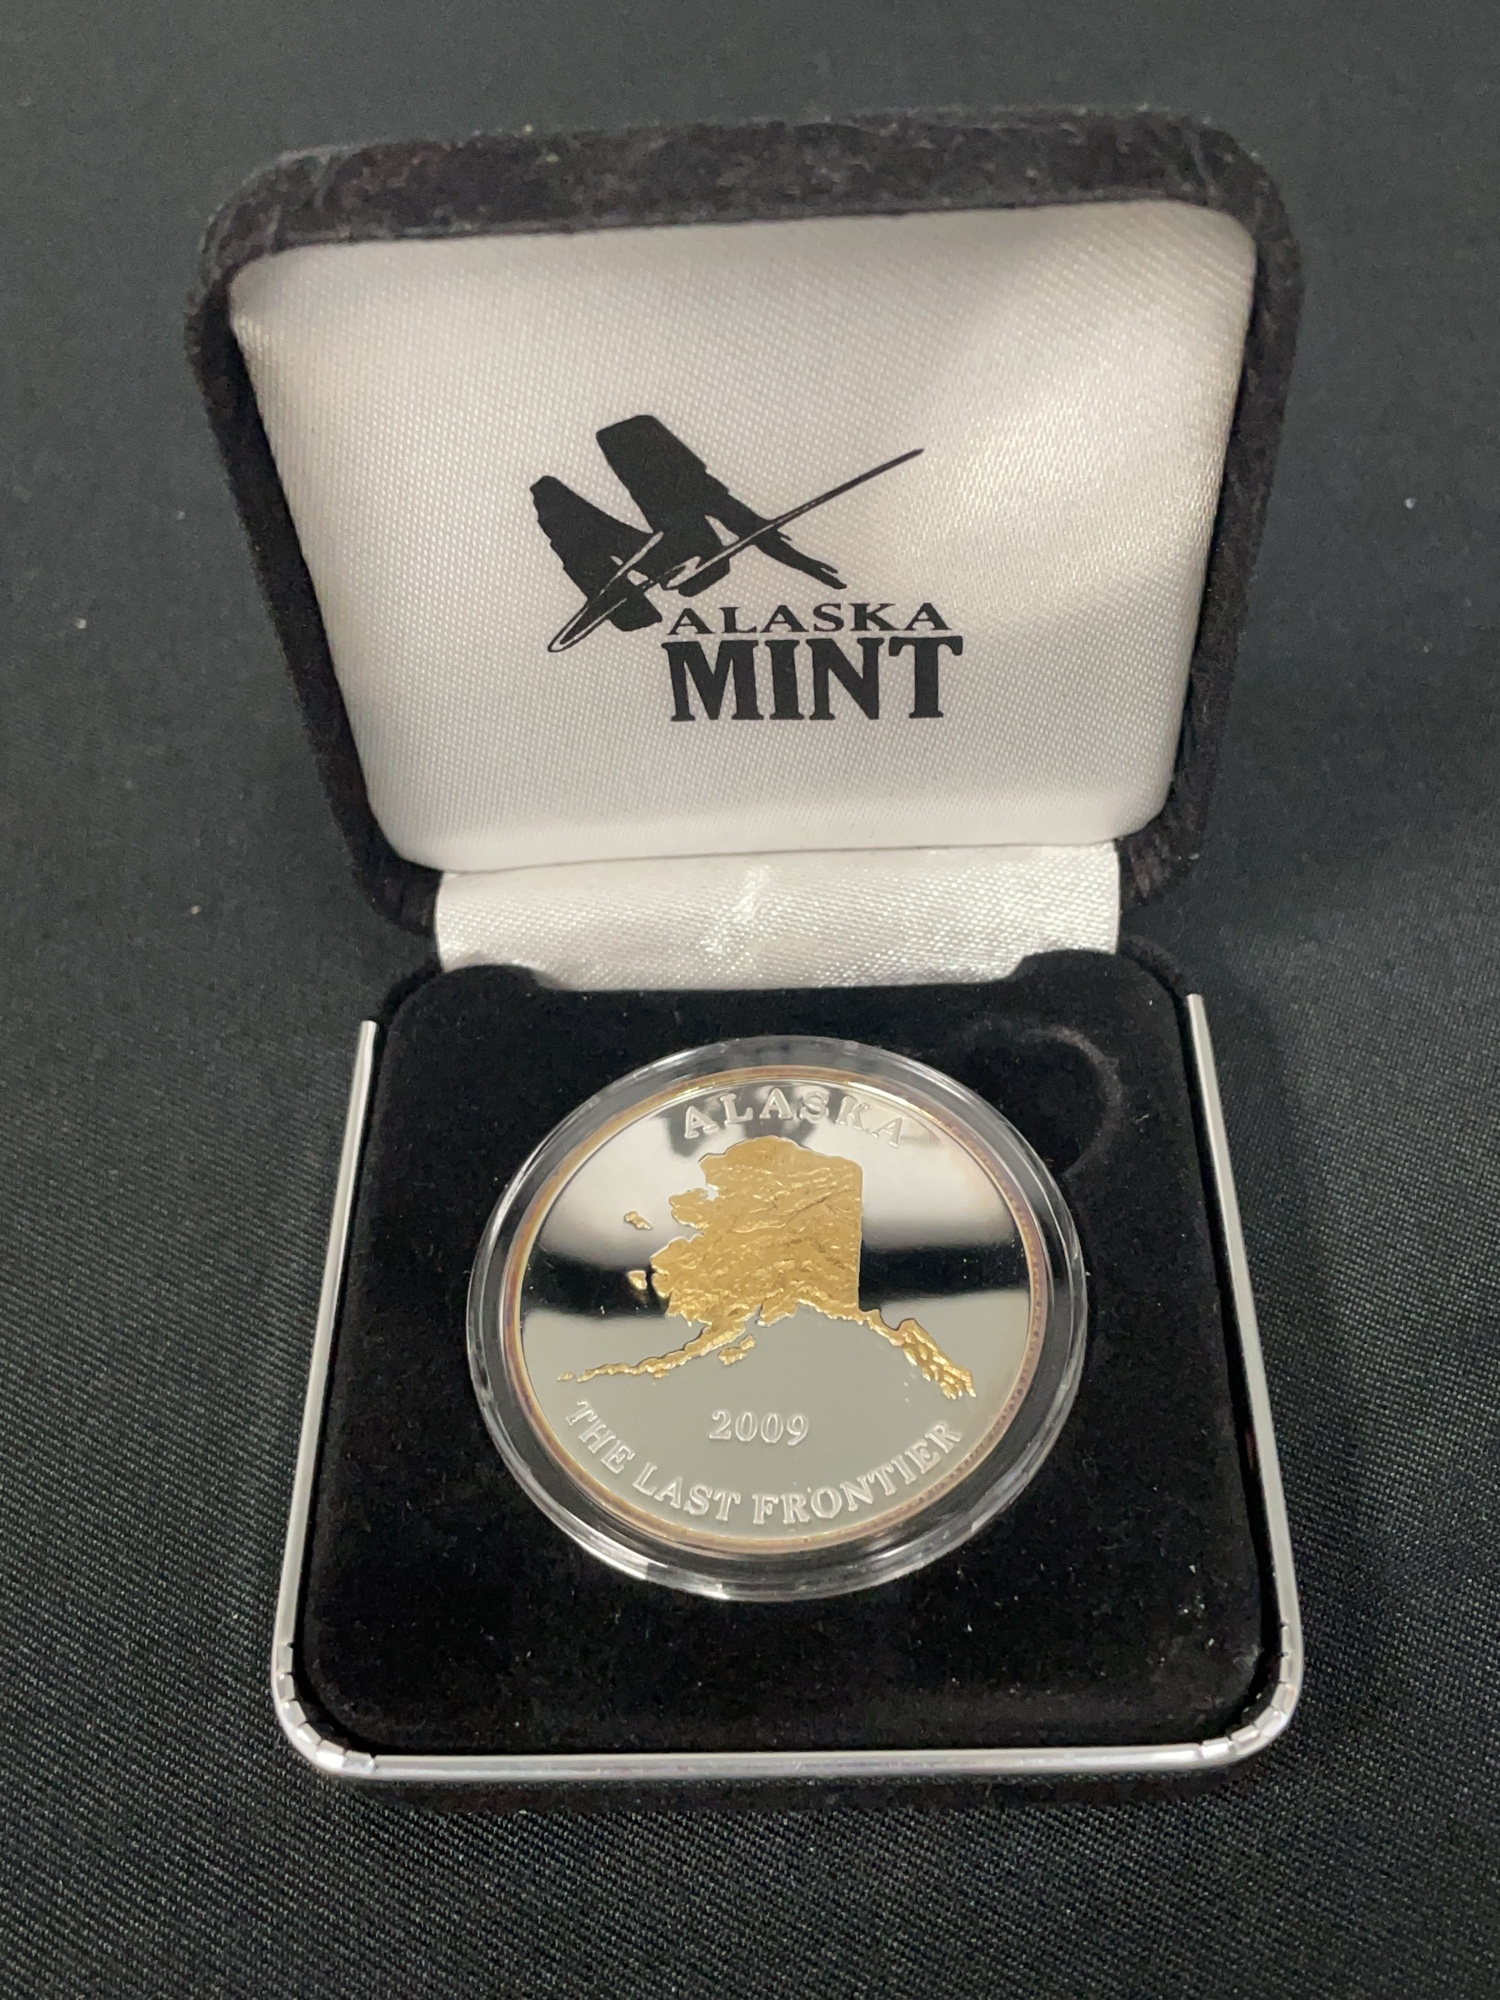 ALASKA
MINT
ALASKA
2009
THE LAST FRONTIER